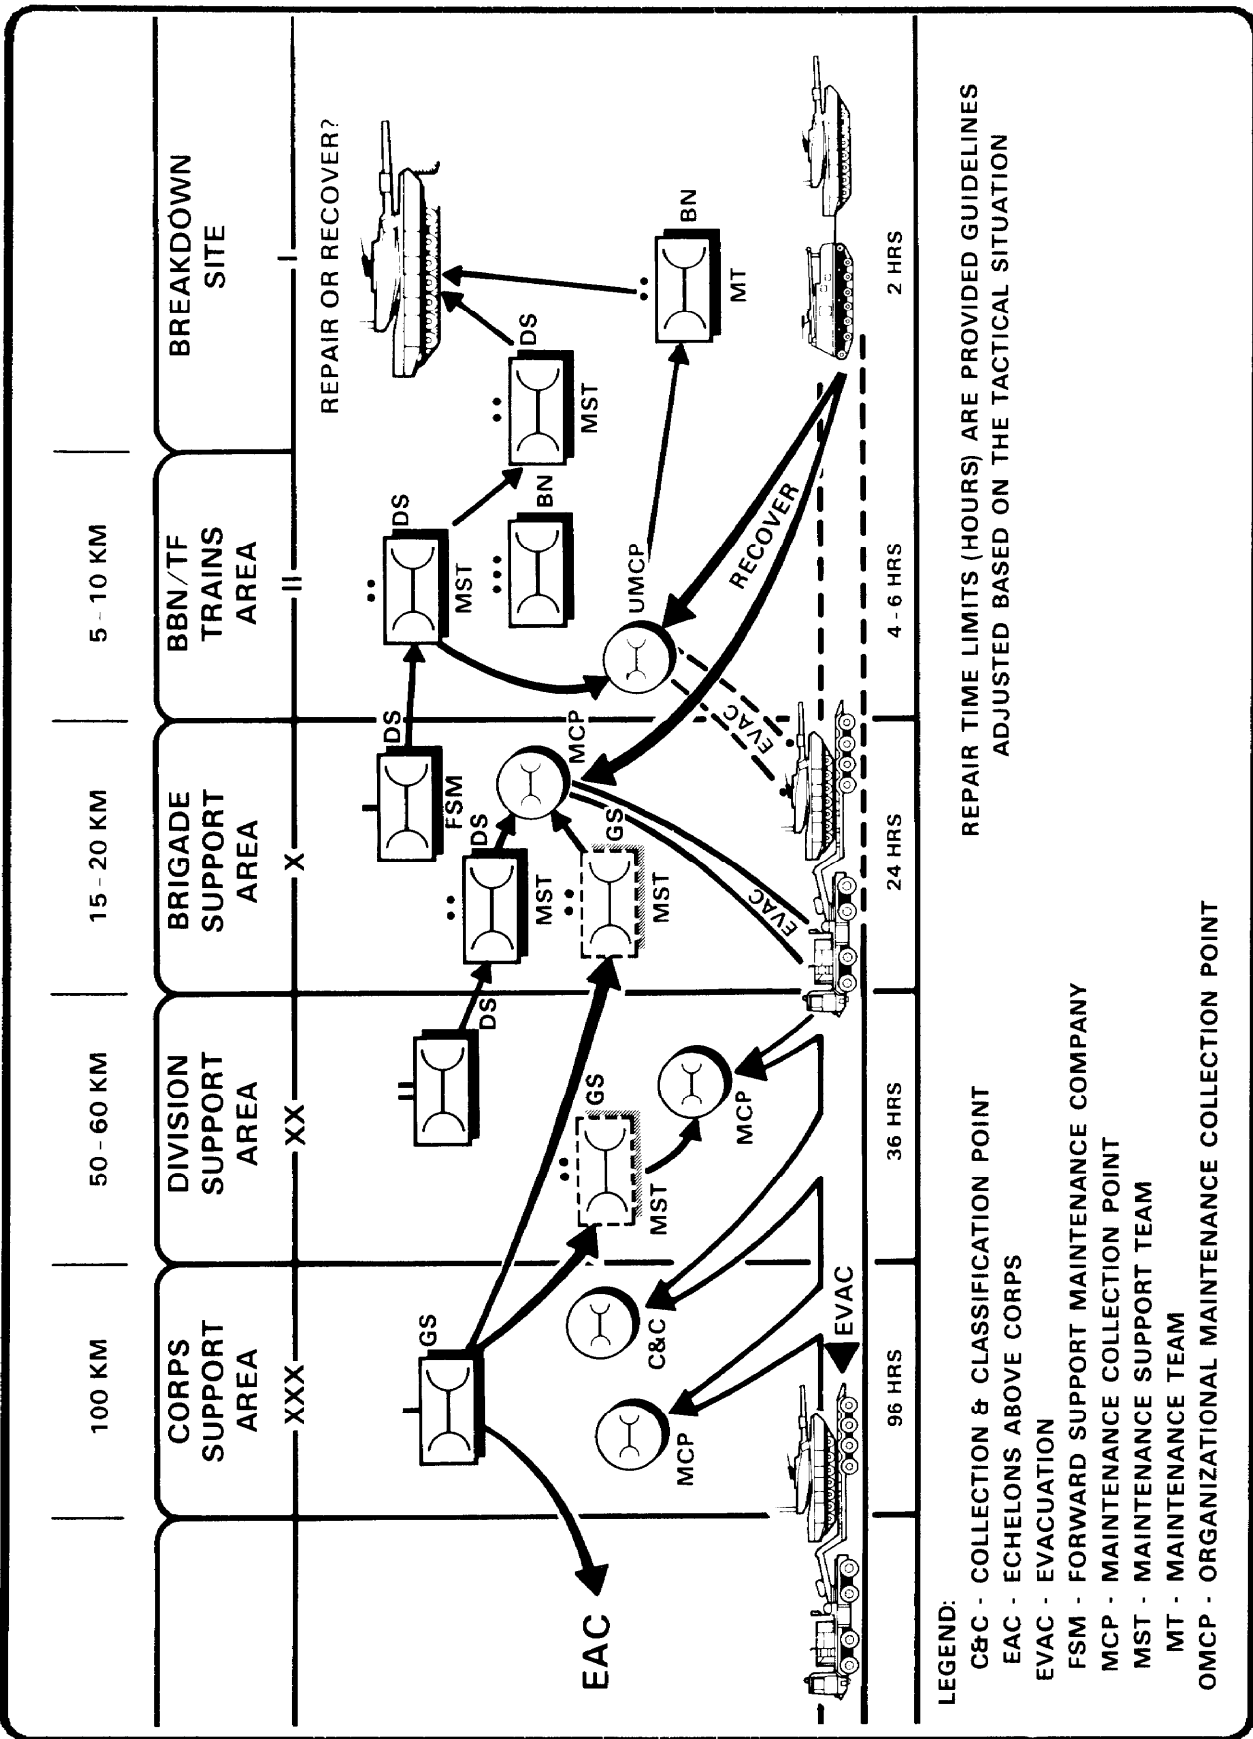 100 KM
50 - 60 KM
15 - 20 KM
5 - 10 KM
CORPS
SUPPORT
AREA
DIVISION
SUPPORT
AREA
BRIGADE
SUPPORT
AREA
BBN/TF
TRAINS
AREA
BREAKDOWN
SITE
XXX
XX
X
II
I
REPAIR OR RECOVER?
DS
DS
FSM
GS
DS
MST
BN
DS
MST
DS
MST
DS
MST
GS
MST
GS
MST
MCP
UMCP
BN
MT
MCP
C&C
MCP
RECOVER
EVAC
EVAC
EVAC
EAC
96 HRS
36 HRS
24 HRS
4 - 6 HRS
2 HRS
REPAIR TIME LIMITS (HOURS) ARE PROVIDED GUIDELINES
ADJUSTED BASED ON THE TACTICAL SITUATION
LEGEND:
C&C - COLLECTION & CLASSIFICATION POINT
EAC - ECHELONS ABOVE CORPS
EVAC - EVACUATION
FSM - FORWARD SUPPORT MAINTENANCE COMPANY
MCP - MAINTENANCE COLLECTION POINT
MST - MAINTENANCE SUPPORT TEAM
MT - MAINTENANCE TEAM
OMCP - ORGANIZATIONAL MAINTENANCE COLLECTION POINT